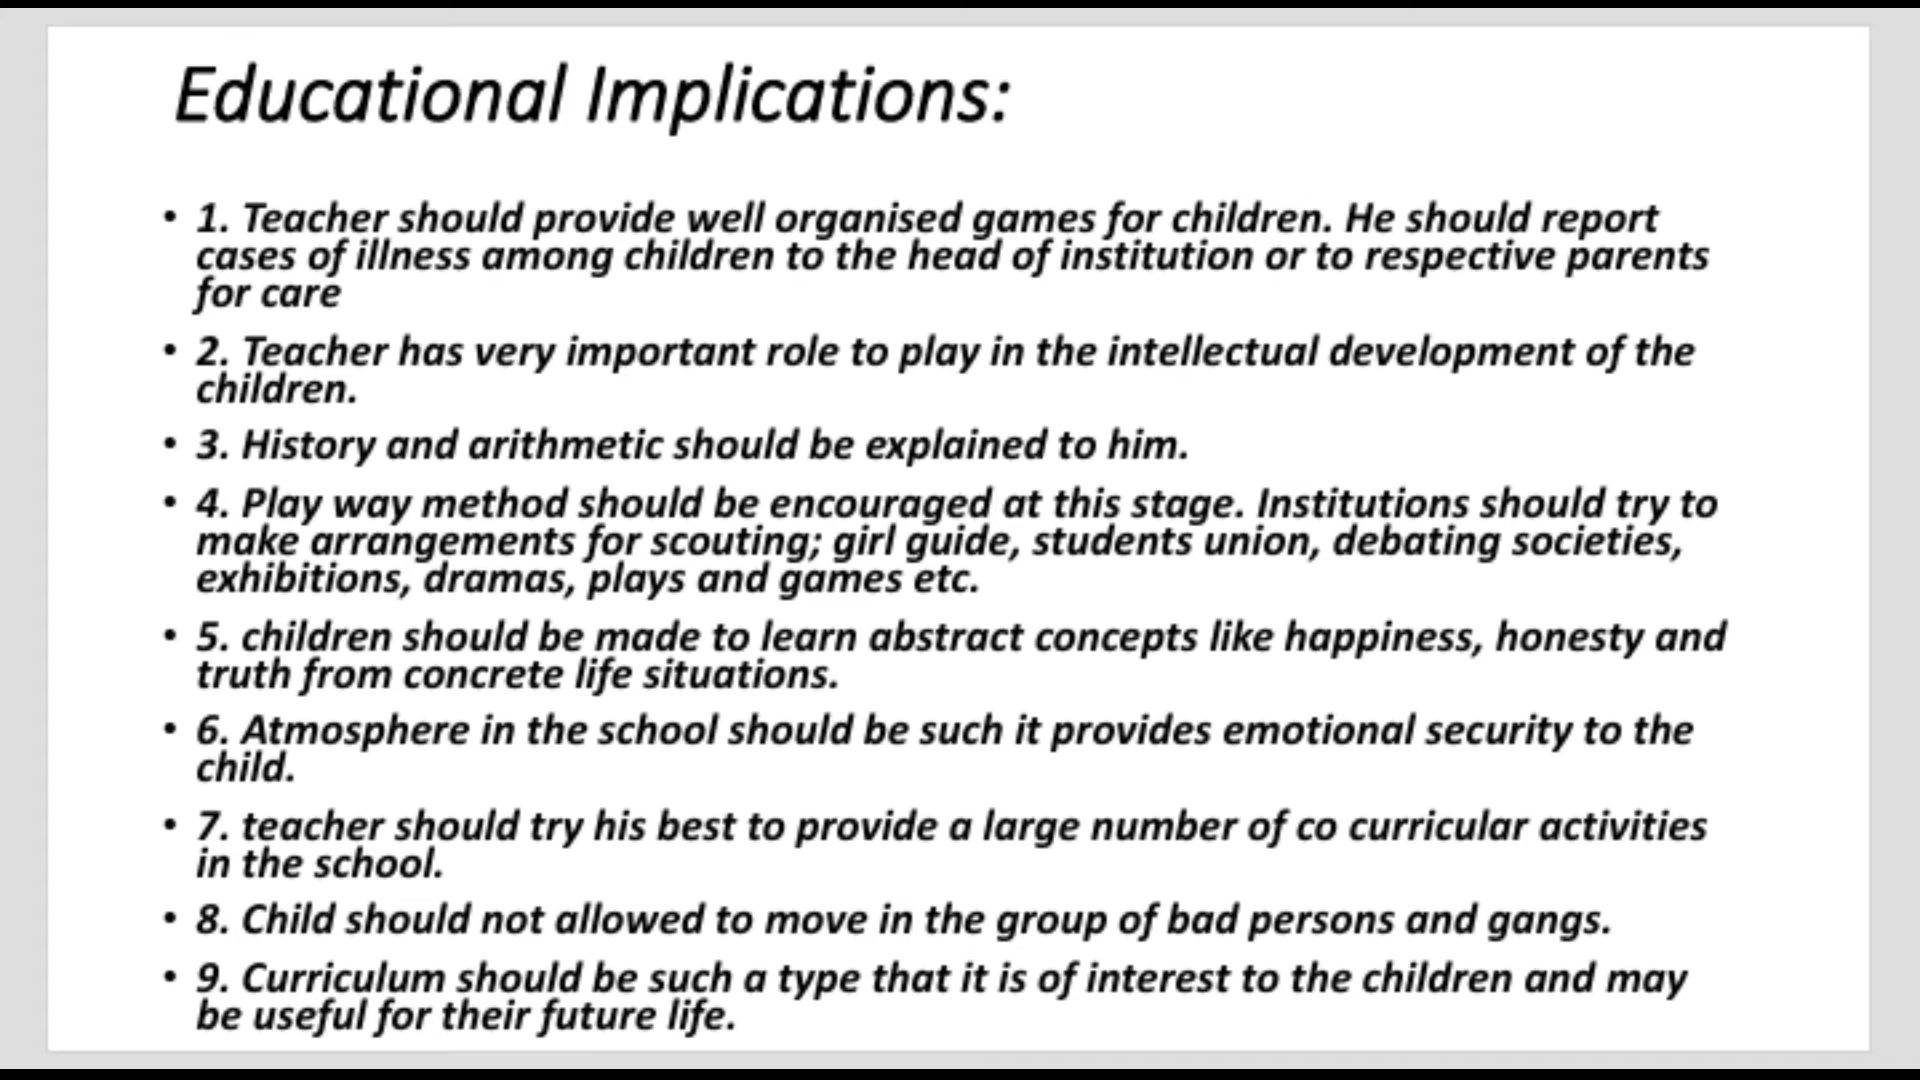 Educational Implications:
• 1. Teacher should provide well organised games for children. He should report
cases of illness among children to the head of institution or to respective parents
for care
• 2. Teacher has very important role to play in the intellectual development of the
children.
• 3. History and arithmetic should be explained to him.
• 4. Play way method should be encouraged at this stage. Institutions should try to
make arrangements for scouting; girl guide, students union, debating societies,
exhibitions, dramas, plays and games etc.
• 5. children should be made to learn abstract concepts like happiness, honesty and
truth from concrete life situations.
• 6. Atmosphere in the school should be such it provides emotional security to the
child.
• 7. teacher should try his best to provide a large number of co curricular activities
in the school.
• 8. Child should not allowed to move in the group of bad persons and gangs.
• 9. Curriculum should be such a type that it is of interest to the children and may
be useful for their future life.